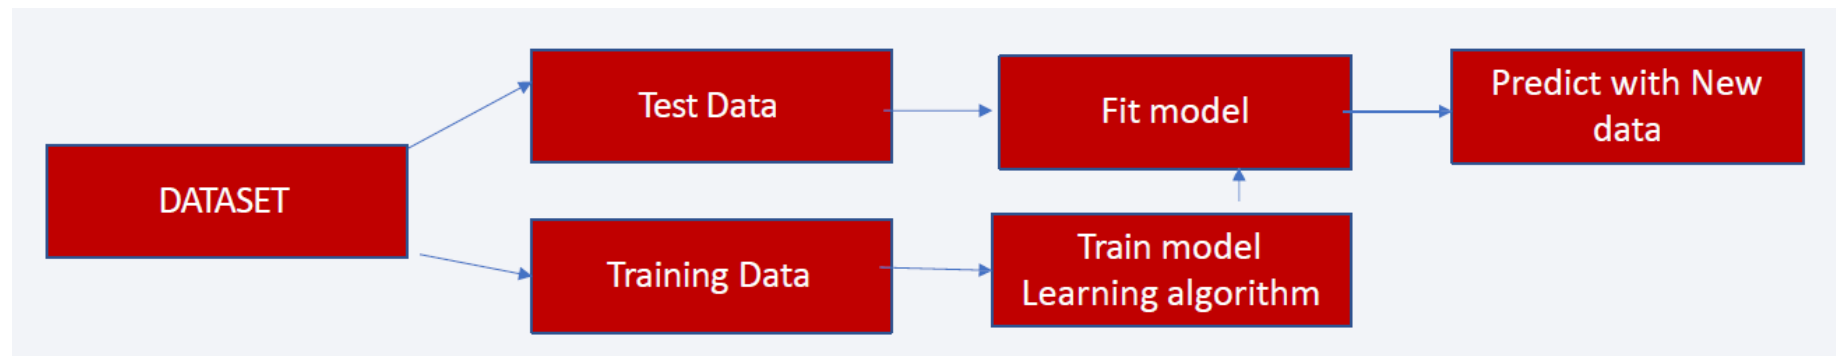 DATASET
Test Data
Training Data
Fit model
Train model
Learning algorithm
Predict with New
data